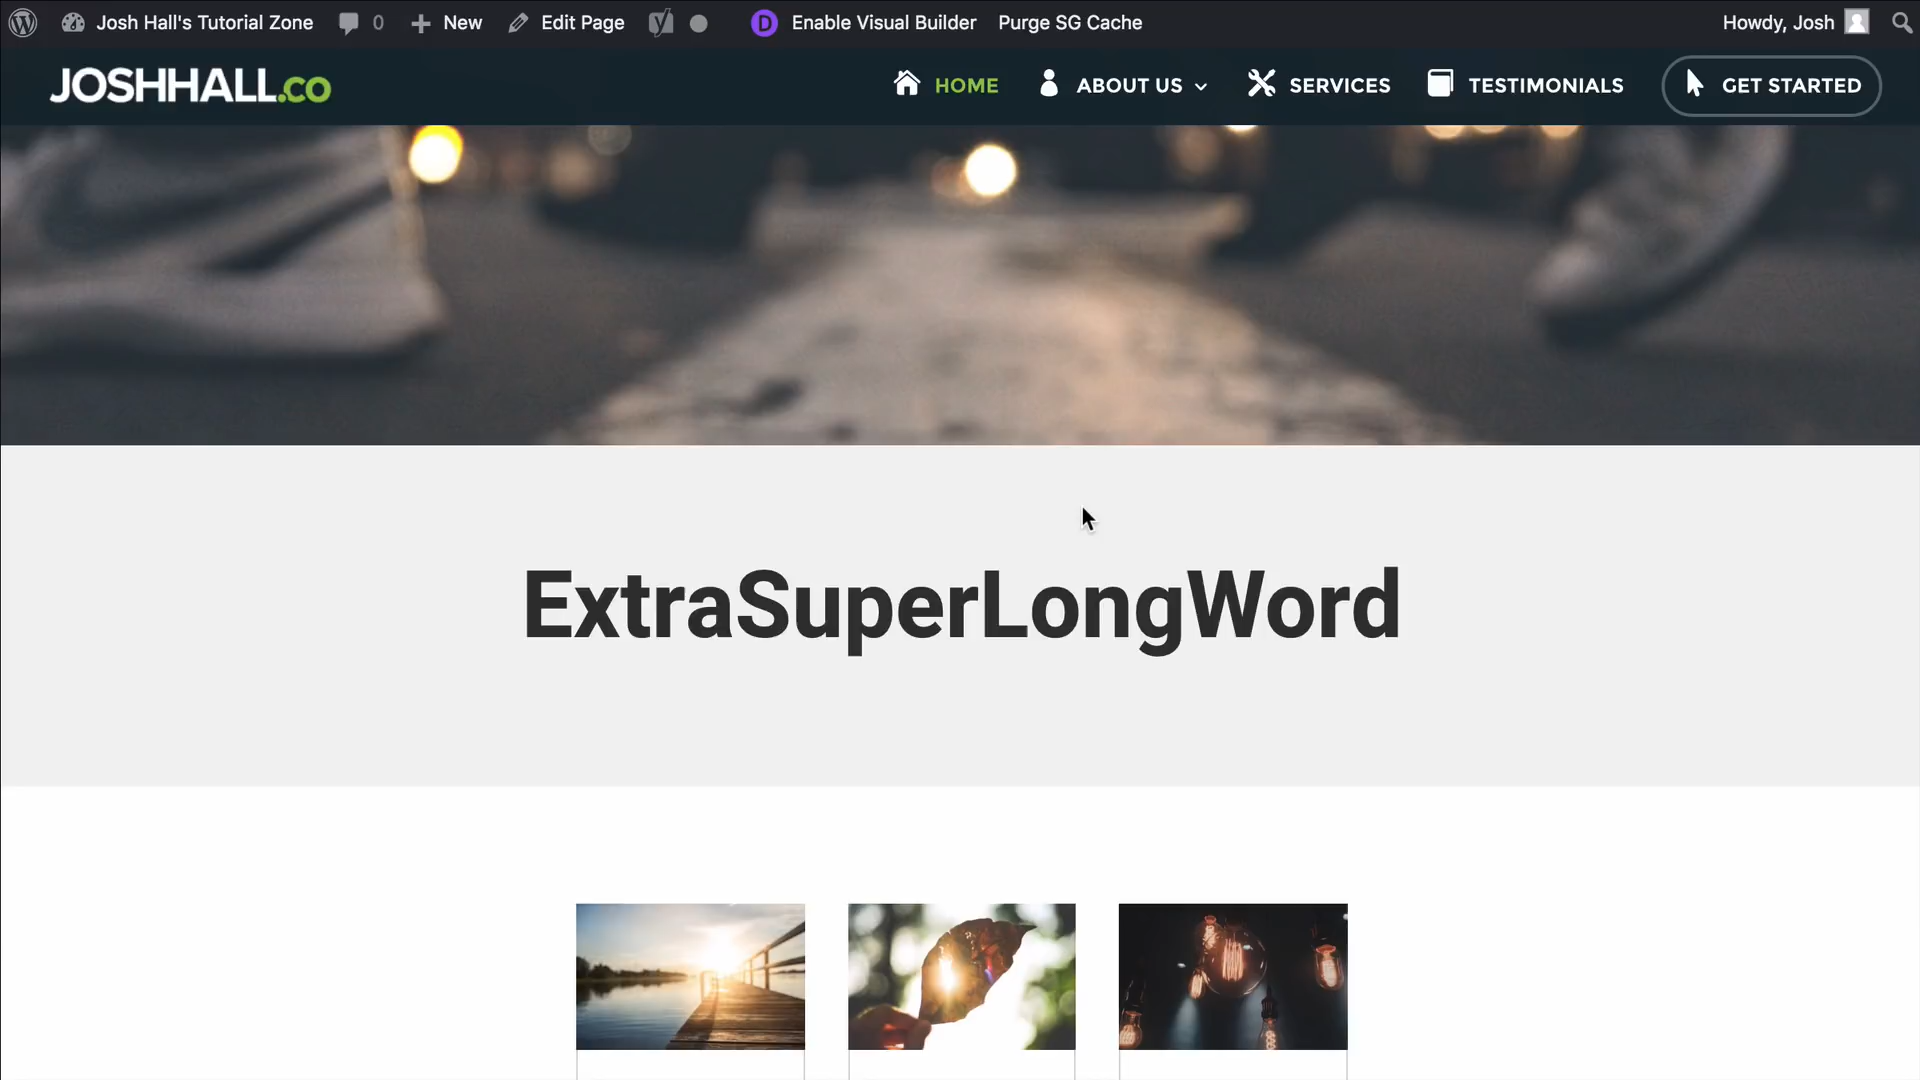 Josh Hall's Tutorial Zone 0 New Edit Page Enable Visual Builder Purge SG Cache Howdy, Josh
JOSHHALL.co HOME ABOUT US SERVICES TESTIMONIALS GET STARTED
ExtraSuperLongWord